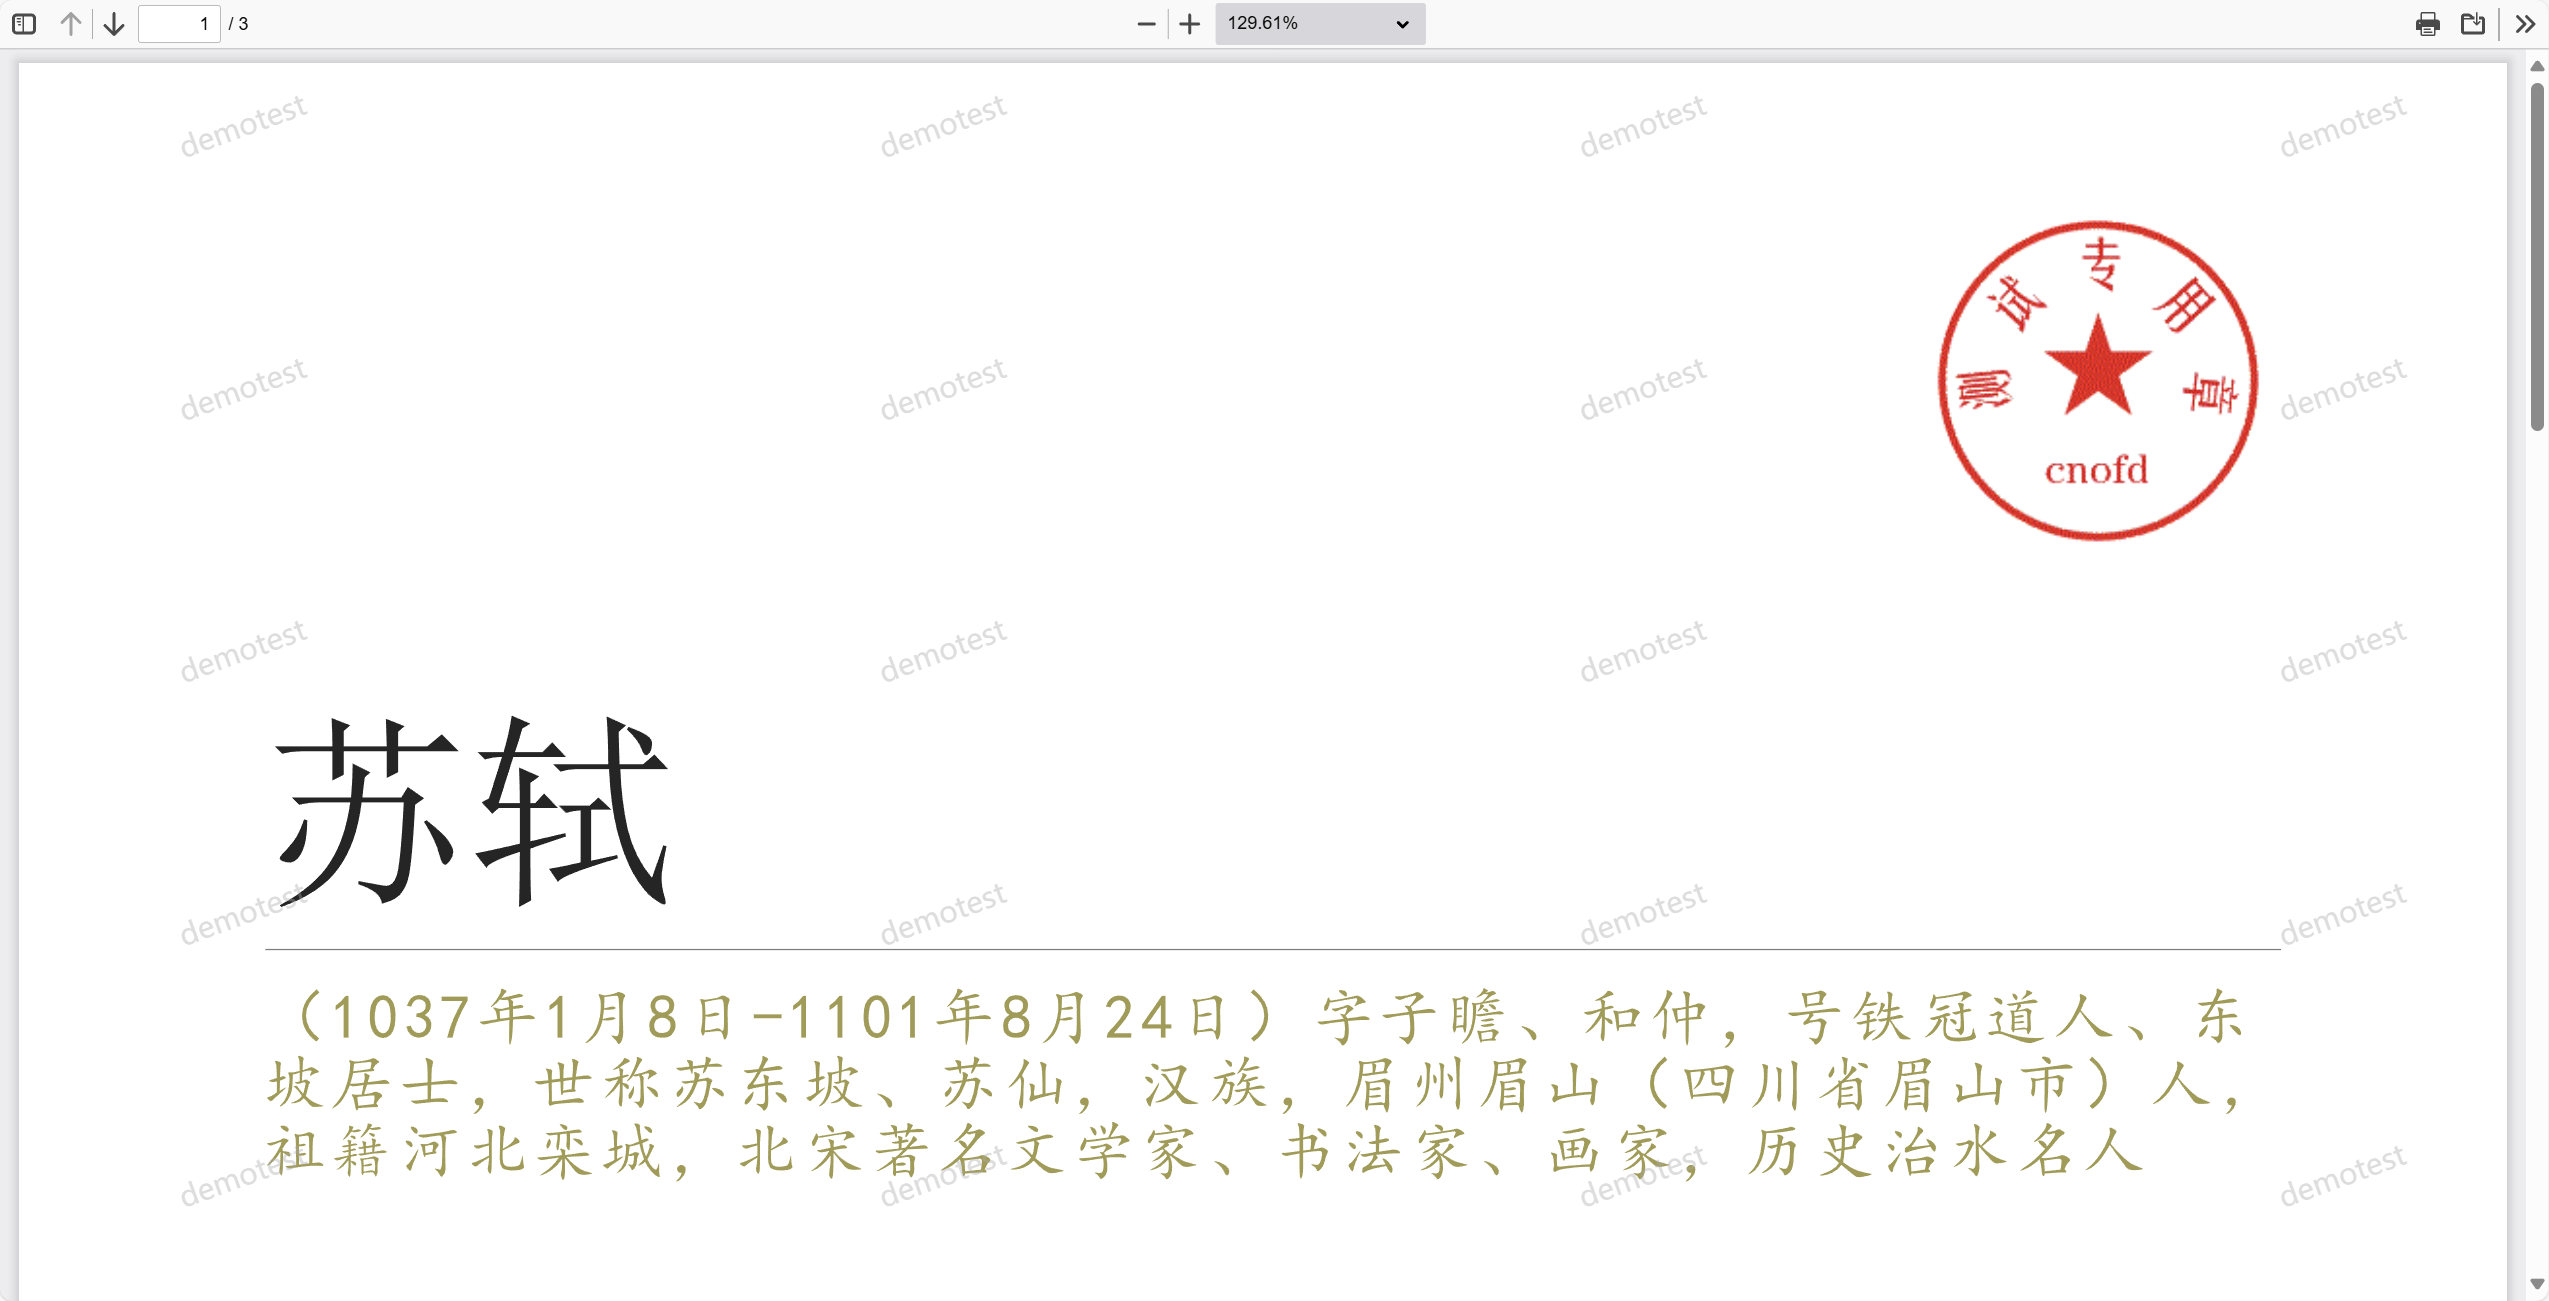 1 / 3
129.61%
demotest demotest demotest demotest
测试专用章
demotest demotest demotest demotest
cnofd
demotest demotest demotest demotest
苏轼
demotest demotest demotest demotest
（1037年1月8日-1101年8月24日）字子瞻、和仲，号铁冠道人、东
坡居士，世称苏东坡、苏仙，汉族，眉州眉山（四川省眉山市）人，
祖籍河北栾城，北宋著名文学家、书法家、画家，历史治水名人
demotest demotest demotest demotest